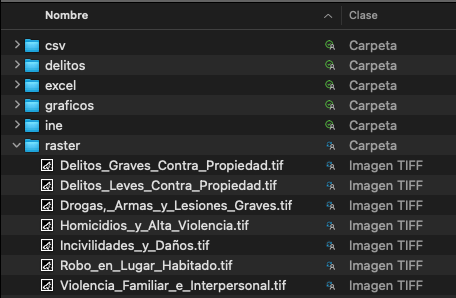 Nombre Clase
csv Carpeta
delitos Carpeta
excel Carpeta
graficos Carpeta
ine Carpeta
raster Carpeta
Delitos_Graves_Contra_Propiedad.tif Imagen TIFF
Delitos_Leves_Contra_Propiedad.tif Imagen TIFF
Drogas,_Armas_y_Lesiones_Graves.tif Imagen TIFF
Homicidios_y_Alta_Violencia.tif Imagen TIFF
Incivilidades_y_Daños.tif Imagen TIFF
Robo_en_Lugar_Habitado.tif Imagen TIFF
Violencia_Familiar_e_Interpersonal.tif Imagen TIFF